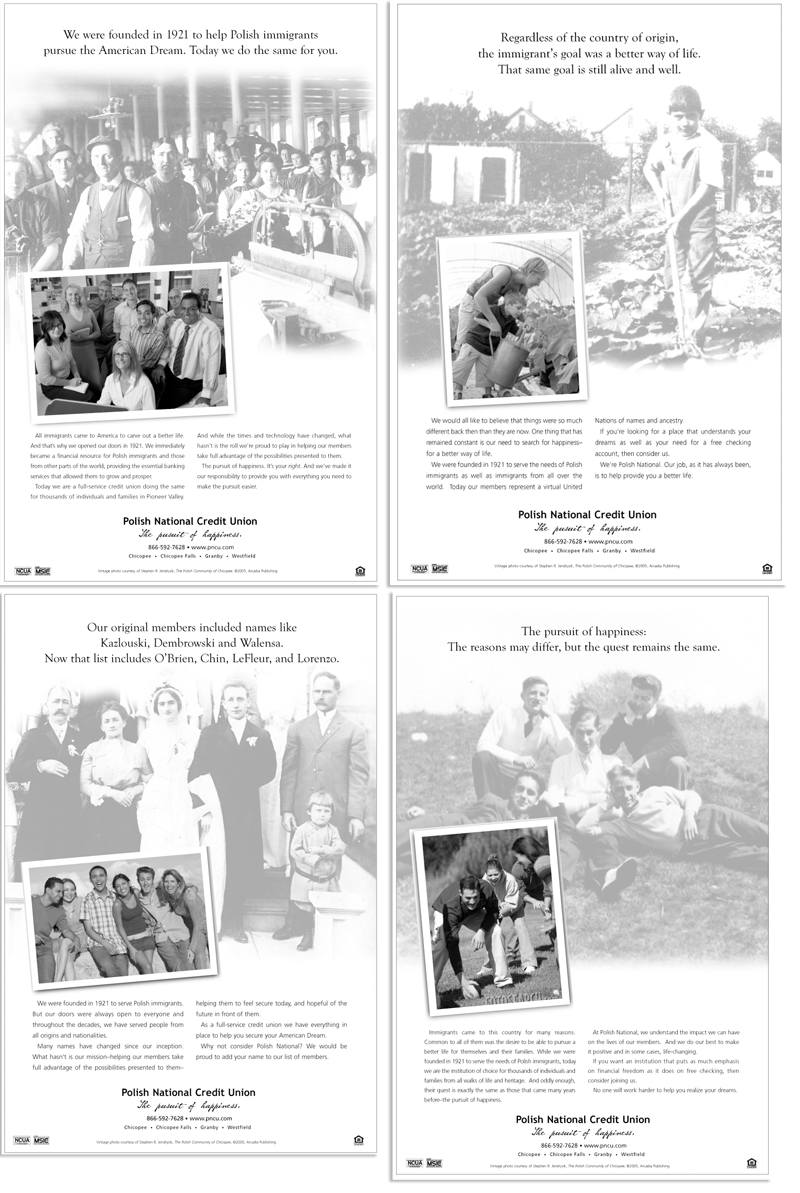 We were founded in 1921 to help Polish immigrants
pursue the American Dream. Today we do the same for you.
All immigrants came to America to carve out a better life.
And that's why we opened our doors in 1921. We immediately
became a financial resource for Polish immigrants and those
from other parts of the world, providing the essential banking
services that allowed them to grow and prosper.
Today we are a full-service credit union doing the same
for thousands of individuals and families in Pioneer Valley.
And while the times and technology have changed, what
hasn't is the roll we're proud to play in helping our members
take full advantage of the possibilities presented to them.
The pursuit of happiness. It's your right. And we've made it
our responsibility to provide you with everything you need to
make the pursuit easier.
Polish National Credit Union
The pursuit of happiness.
866-592-7628 • www.pncu.com
Chicopee • Chicopee Falls • Granby • Westfield
NCUA MSIC
Vintage photo courtesy of Stephen R. Jendrysik, The Polish Community of Chicopee, ©2005, Arcadia Publishing.
Regardless of the country of origin,
the immigrant's goal was a better way of life.
That same goal is still alive and well.
We would all like to believe that things were so much
different back then than they are now. One thing that has
remained constant is our need to search for happiness–
for a better way of life.
We were founded in 1921 to serve the needs of Polish
immigrants as well as immigrants from all over the
world. Today our members represent a virtual United
Nations of names and ancestry.
If you're looking for a place that understands your
dreams as well as your need for a free checking
account, then consider us.
We're Polish National. Our job, as it has always been,
is to help provide you a better life.
Polish National Credit Union
The pursuit of happiness.
866-592-7628 • www.pncu.com
Chicopee • Chicopee Falls • Granby • Westfield
NCUA MSIC
Vintage photo courtesy of Stephen R. Jendrysik, The Polish Community of Chicopee, ©2005, Arcadia Publishing.
Our original members included names like
Kazlouski, Dembrowski and Walensa.
Now that list includes O'Brien, Chin, LeFleur, and Lorenzo.
We were founded in 1921 to serve Polish immigrants.
But our doors were always open to everyone and
throughout the decades, we have served people from
all origins and nationalities.
Many names have changed since our inception.
What hasn't is our mission–helping our members take
full advantage of the possibilities presented to them–
helping them to feel secure today, and hopeful of the
future in front of them.
As a full-service credit union we have everything in
place to help you secure your American Dream.
Why not consider Polish National? We would be
proud to add your name to our list of members.
Polish National Credit Union
The pursuit of happiness.
866-592-7628 • www.pncu.com
Chicopee • Chicopee Falls • Granby • Westfield
NCUA MSIC
Vintage photo courtesy of Stephen R. Jendrysik, The Polish Community of Chicopee, ©2005, Arcadia Publishing.
The pursuit of happiness:
The reasons may differ, but the quest remains the same.
Immigrants came to this country for many reasons.
Common to all of them was the desire to be able to pursue a
better life for themselves and their families. While we were
founded in 1921 to serve the needs of Polish immigrants, today
we are the institution of choice for thousands of individuals and
families from all walks of life and heritage. And oddly enough,
their quest is exactly the same as those that came many years
before–the pursuit of happiness.
At Polish National, we understand the impact we can have
on the lives of our members. And we do our best to make
it positive and in some cases, life-changing.
If you want an institution that puts as much emphasis
on financial freedom as it does on free checking, then
consider joining us.
No one will work harder to help you realize your dreams.
Polish National Credit Union
The pursuit of happiness.
866-592-7628 • www.pncu.com
Chicopee • Chicopee Falls • Granby • Westfield
NCUA MSIC
Vintage photo courtesy of Stephen R. Jendrysik, The Polish Community of Chicopee, ©2005, Arcadia Publishing.